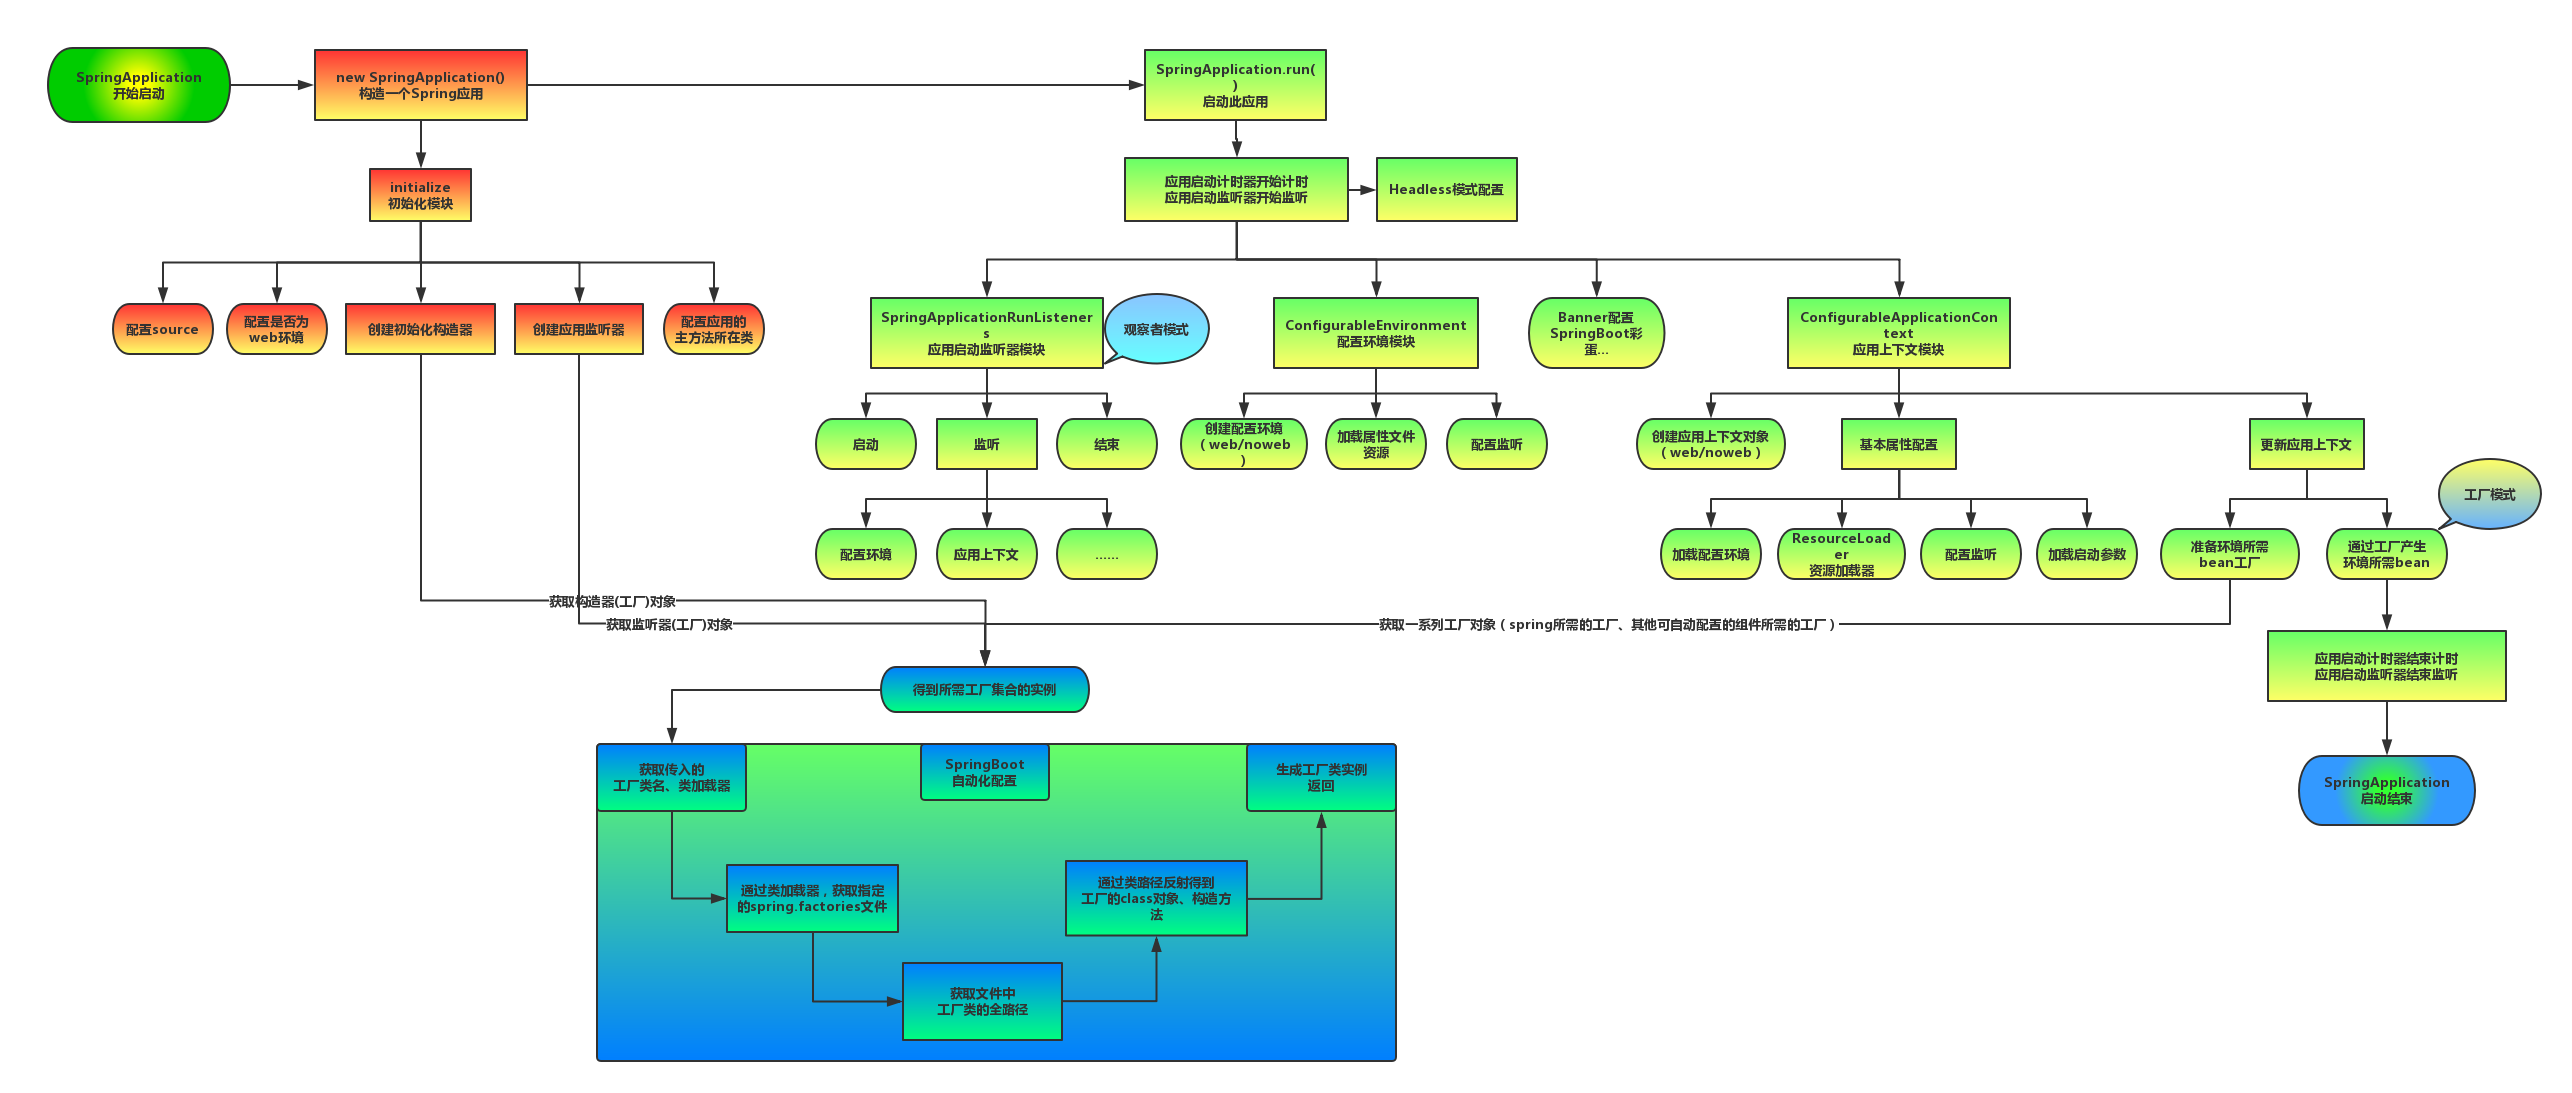 SpringApplication
开始启动
new SpringApplication()
构造一个Spring应用
SpringApplication.run(
)
启动此应用
initialize
初始化模块
应用启动计时器开始计时
应用启动监听器开始监听
Headless模式配置
配置source
配置是否为
web环境
创建初始化构造器
创建应用监听器
配置应用的
主方法所在类
SpringApplicationRunListener
s
应用启动监听器模块
观察者模式
ConfigurableEnvironment
配置环境模块
Banner配置
SpringBoot彩
蛋...
ConfigurableApplicationCon
text
应用上下文模块
启动
监听
结束
创建配置环境
（web/noweb
）
加载属性文件
资源
配置监听
创建应用上下文对象
（web/noweb）
基本属性配置
更新应用上下文
工厂模式
配置环境
应用上下文
......
加载配置环境
ResourceLoad
er
资源加载器
配置监听
加载启动参数
准备环境所需
bean工厂
通过工厂产生
环境所需bean
获取构造器(工厂)对象
获取监听器(工厂)对象
获取一系列工厂对象（spring所需的工厂、其他可自动配置的组件所需的工厂）
应用启动计时器结束计时
应用启动监听器结束监听
得到所需工厂集合的实例
获取传入的
工厂类名、类加载器
SpringBoot
自动化配置
生成工厂类实例
返回
SpringApplication
启动结束
通过类加载器，获取指定
的spring.factories文件
通过类路径反射得到
工厂的class对象、构造方
法
获取文件中
工厂类的全路径